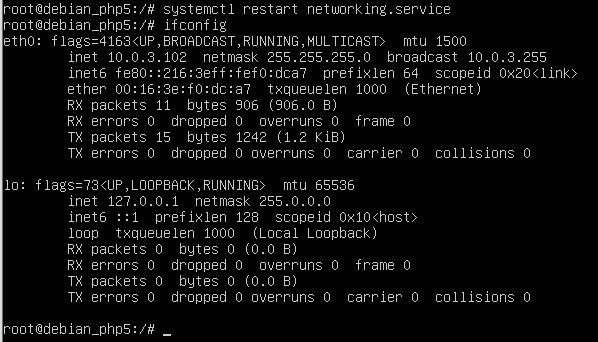 root@debian_php5:/# systemctl restart networking.service
root@debian_php5:/# ifconfig
eth0: flags=4163<UP,BROADCAST,RUNNING,MULTICAST>  mtu 1500
        inet 10.0.3.102  netmask 255.255.255.0  broadcast 10.0.3.255
        inet6 fe80::216:3eff:fef0:dca7  prefixlen 64  scopeid 0x20<link>
        ether 00:16:3e:f0:dc:a7  txqueuelen 1000  (Ethernet)
        RX packets 11  bytes 906 (906.0 B)
        RX errors 0  dropped 0  overruns 0  frame 0
        TX packets 15  bytes 1242 (1.2 KiB)
        TX errors 0  dropped 0 overruns 0  carrier 0  collisions 0

lo: flags=73<UP,LOOPBACK,RUNNING>  mtu 65536
        inet 127.0.0.1  netmask 255.0.0.0
        inet6 ::1  prefixlen 128  scopeid 0x10<host>
        loop  txqueuelen 1000  (Local Loopback)
        RX packets 0  bytes 0 (0.0 B)
        RX errors 0  dropped 0  overruns 0  frame 0
        TX packets 0  bytes 0 (0.0 B)
        TX errors 0  dropped 0 overruns 0  carrier 0  collisions 0

root@debian_php5:/# _